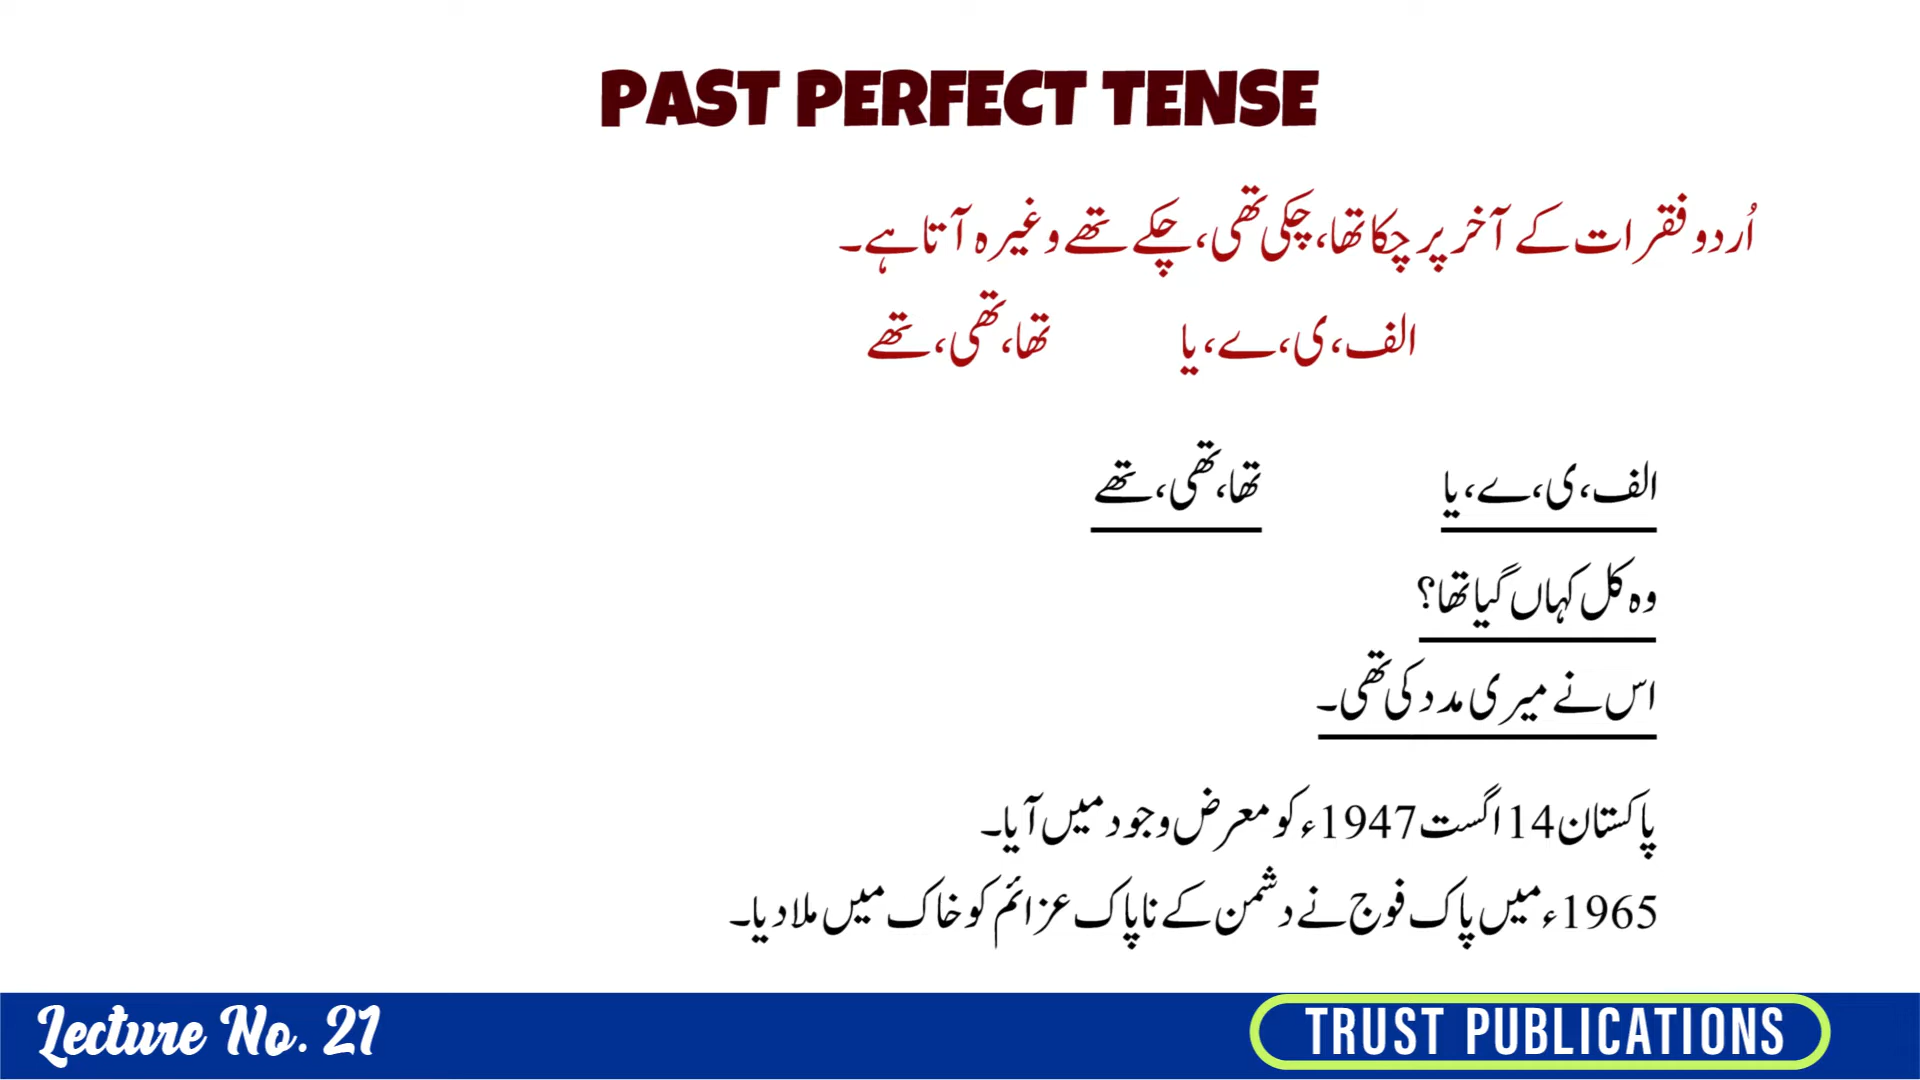 PAST PERFECT TENSE
اُردو فقرات کے آخر پر چکا تھا، چکی تھی، چکے تھے وغیرہ آتا ہے۔
الف، ی، ے، یا تھا، تھی، تھے
الف، ی، ے، یا تھا، تھی، تھے
وہ کل کہاں گیا تھا؟
اس نے میری مدد کی تھی۔
پاکستان 14 اگست 1947ء کو معرض وجود میں آیا۔
1965ء میں پاک فوج نے دشمن کے ناپاک عزائم کو خاک میں ملا دیا۔
Lecture No. 21
TRUST PUBLICATIONS